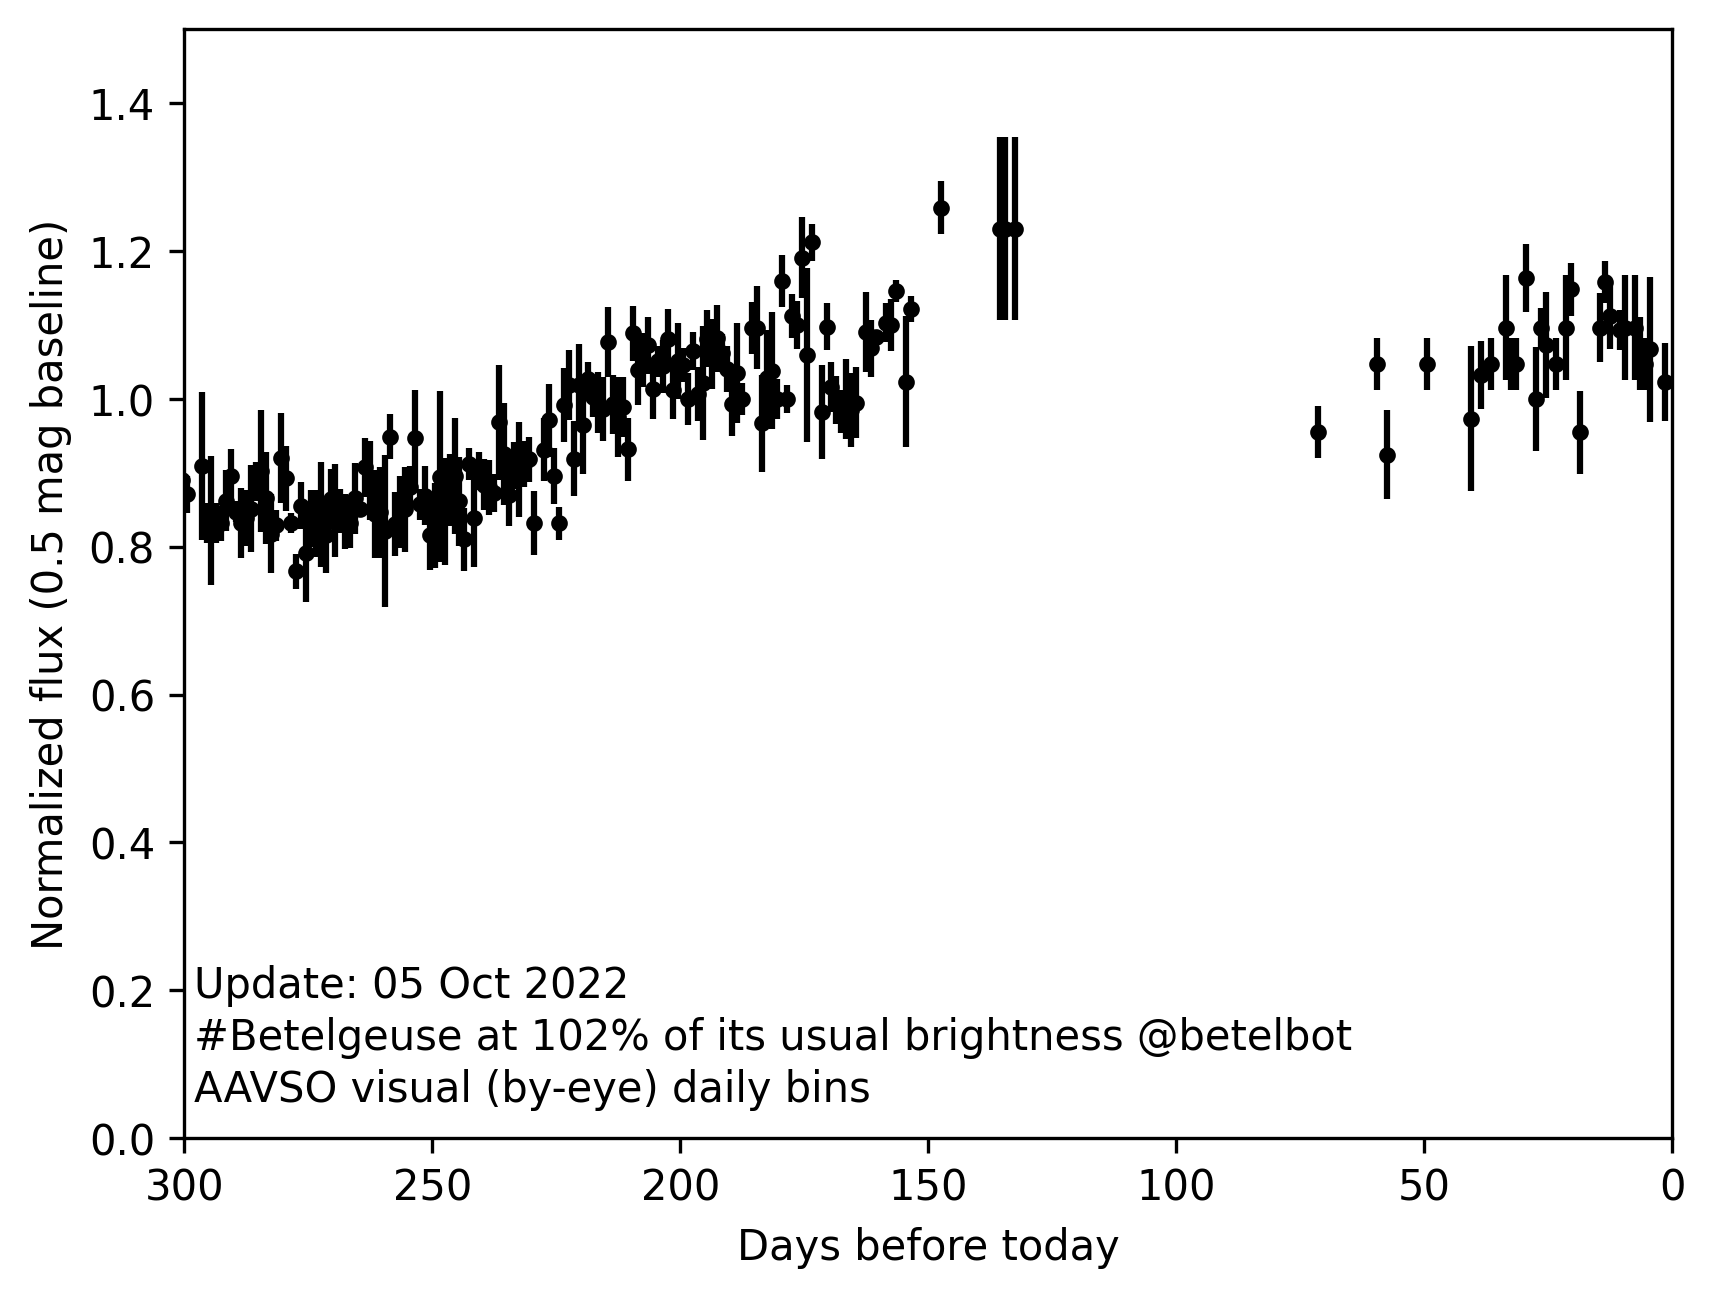 1.4
1.2
1.0
0.8
0.6
0.4
0.2
0.0
Normalized flux (0.5 mag baseline)
Update: 05 Oct 2022
#Betelgeuse at 102% of its usual brightness @betelbot
AAVSO visual (by-eye) daily bins
300 250 200 150 100 50 0
Days before today